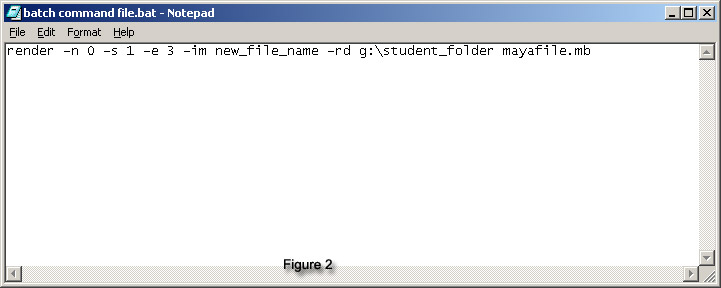 batch command file.bat - Notepad
File Edit Format Help
render -n 0 -s 1 -e 3 -im new_file_name -rd g:\student_folder mayafile.mb
Figure 2